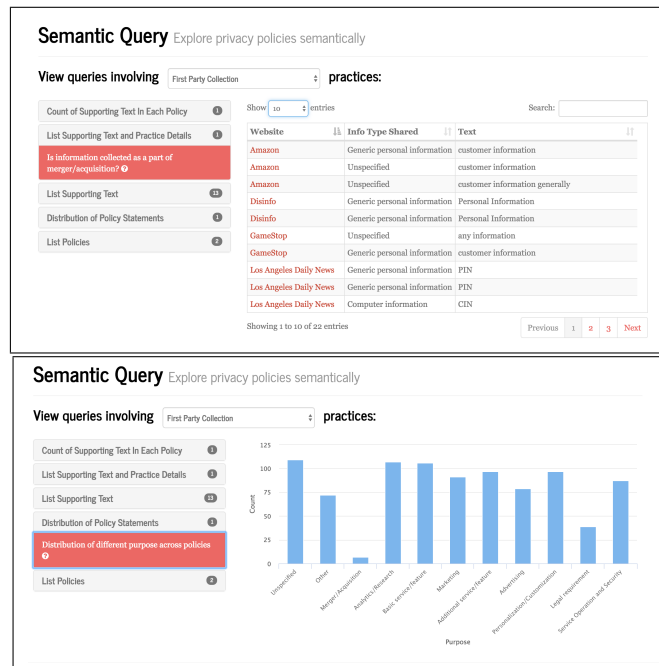 Semantic Query Explore privacy policies semantically
View queries involving First Party Collection practices:
Count of Supporting Text In Each Policy 1
List Supporting Text and Practice Details 1
Is information collected as a part of
merger/acquisition?
List Supporting Text 13
Distribution of Policy Statements 1
List Policies 2
Show 10 entries Search:
Website Info Type Shared Text
Amazon Generic personal information customer information
Amazon Unspecified customer information
Amazon Unspecified customer information generally
Disinfo Generic personal information Personal Information
Disinfo Generic personal information Personal Information
GameStop Unspecified any information
GameStop Generic personal information customer information
Los Angeles Daily News Generic personal information PIN
Los Angeles Daily News Generic personal information PIN
Los Angeles Daily News Computer information CIN
Showing 1 to 10 of 22 entries
Previous 1 2 3 Next
Semantic Query Explore privacy policies semantically
View queries involving First Party Collection practices:
Count of Supporting Text In Each Policy 1
List Supporting Text and Practice Details 1
List Supporting Text 13
Distribution of Policy Statements 1
Distribution of different purpose across policies
?
List Policies 2
125
100
75
50
25
0
Count
Unspecified
Other
Merger/Acquisition
Analytics/Research
Basic service/feature
Marketing
Additional service/feature
Advertising
Personalization/Customization
Legal requirement
Service Operation and Security
Purpose